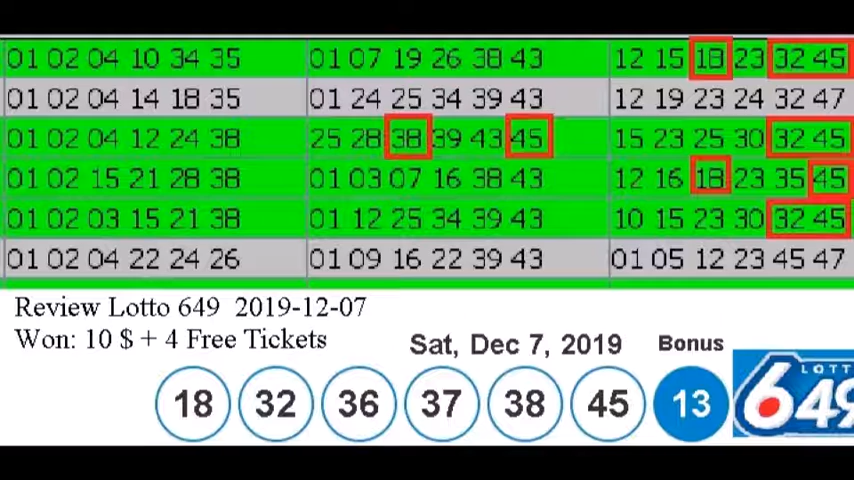 01 02 04 10 34 35 01 07 19 26 38 43 12 15 18 23 32 45
01 02 04 14 18 35 01 24 25 34 39 43 12 19 23 24 32 47
01 02 04 12 24 38 25 28 38 39 43 45 15 23 25 30 32 45
01 02 15 21 28 38 01 03 07 16 38 43 12 16 18 23 35 45
01 02 03 15 21 38 01 12 25 34 39 43 10 15 23 30 32 45
01 02 04 22 24 26 01 09 16 22 39 43 01 05 12 23 45 47
Review Lotto 649 2019-12-07
Won: 10 $ + 4 Free Tickets
Sat, Dec 7, 2019 Bonus
18 32 36 37 38 45 13
LOTT
649